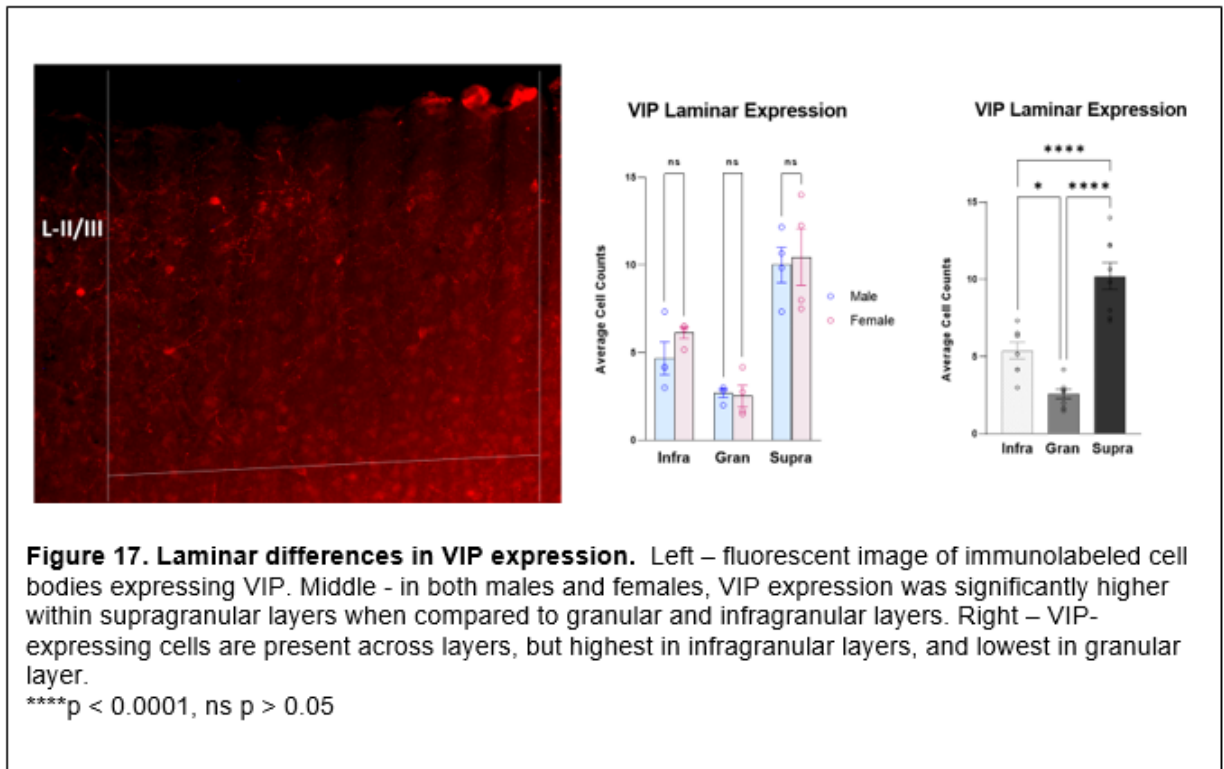 L-II/III
VIP Laminar Expression
ns
ns
ns
15
10
5
0
Average Cell Counts
Infra
Gran
Supra
Male
Female
VIP Laminar Expression
****
*
****
15
10
5
0
Average Cell Counts
Infra
Gran
Supra
Figure 17. Laminar differences in VIP expression. Left – fluorescent image of immunolabeled cell
bodies expressing VIP. Middle - in both males and females, VIP expression was significantly higher
within supragranular layers when compared to granular and infragranular layers. Right – VIP-
expressing cells are present across layers, but highest in infragranular layers, and lowest in granular
layer.
****p < 0.0001, ns p > 0.05